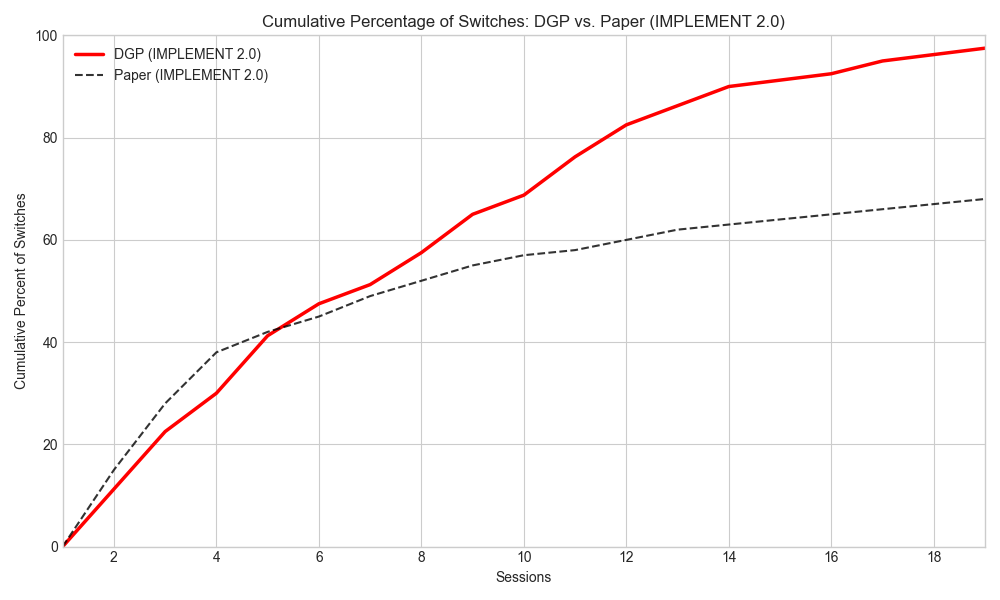 Cumulative Percentage of Switches: DGP vs. Paper (IMPLEMENT 2.0)
DGP (IMPLEMENT 2.0)
Paper (IMPLEMENT 2.0)
Cumulative Percent of Switches
100
80
60
40
20
0
2 4 6 8 10 12 14 16 18
Sessions